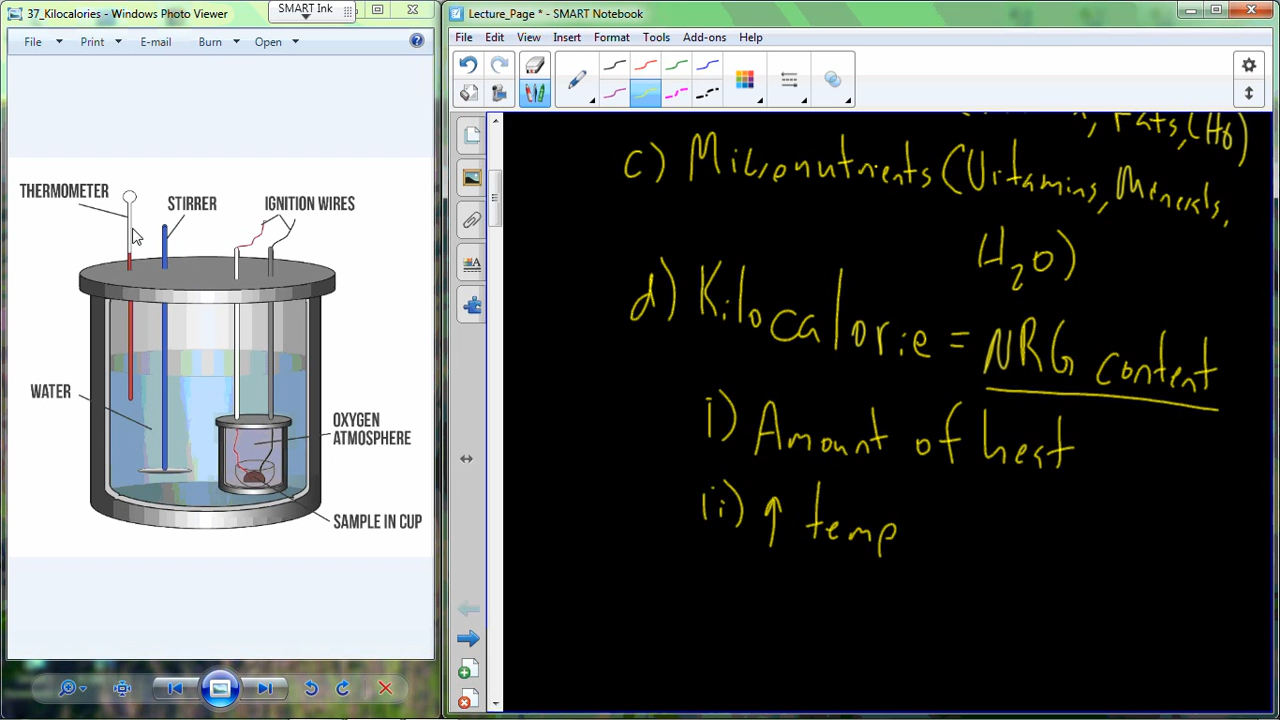 37_Kilocalories - Windows Photo Viewer
SMART Ink
File Print E-mail Burn Open
THERMOMETER
STIRRER
IGNITION WIRES
WATER
OXYGEN
ATMOSPHERE
SAMPLE IN CUP
Lecture_Page * - SMART Notebook
File Edit View Insert Format Tools Add-ons Help
, Fats,
c) Micronutrients (Vitamins, Minerals,
H2O)
d) Kilocalorie = NRG content
i) Amount of heat
ii) ↑ temp